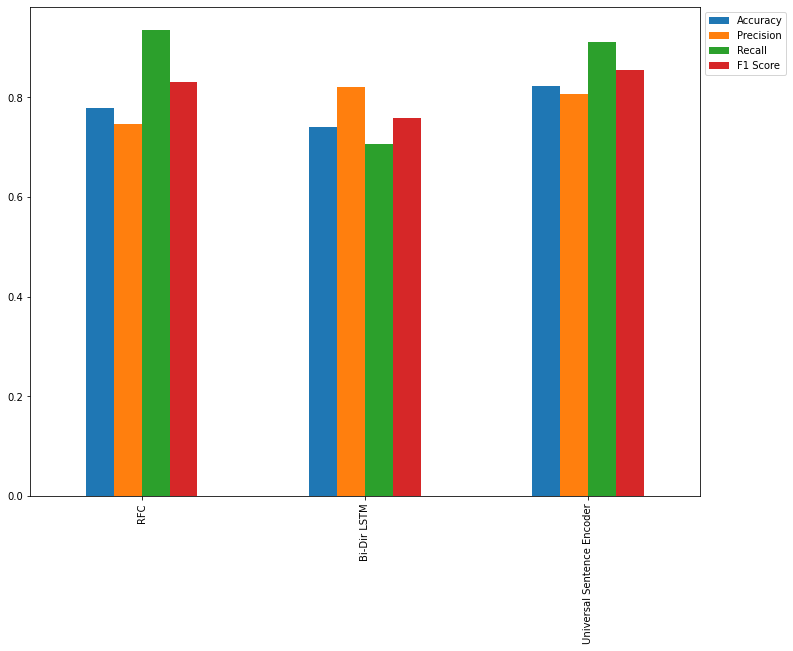 Accuracy
Precision
Recall
F1 Score
0.8
0.6
0.4
0.2
0.0
RFC
Bi-Dir LSTM
Universal Sentence Encoder